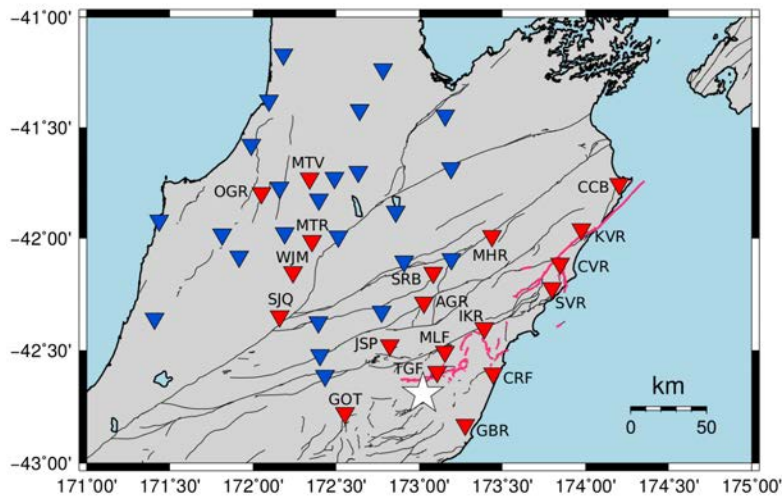 −41°00'
−41°30'
MTV
OGR
CCB
−42°00'
MTR
KVR
WJM
MHR
CVR
SRB
SJQ
AGR
SVR
IKR
JSP
MLF
−42°30'
TGF
CRF
km
GOT
GBR
0
50
−43°00'
171°00'
171°30'
172°00'
172°30'
173°00'
173°30'
174°00'
174°30'
175°00'